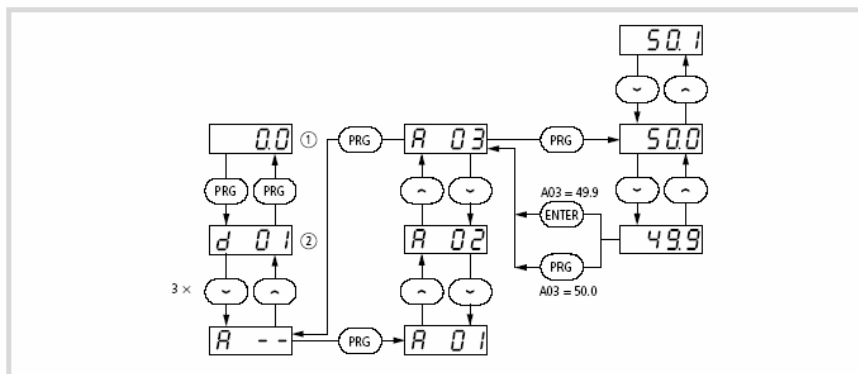 50.1
0.0
①
PRG
A 03
PRG
50.0
PRG
PRG
A03 = 49.9
ENTER
d 01
②
A 02
49.9
3 ×
PRG
A03 = 50.0
A --
PRG
A 01